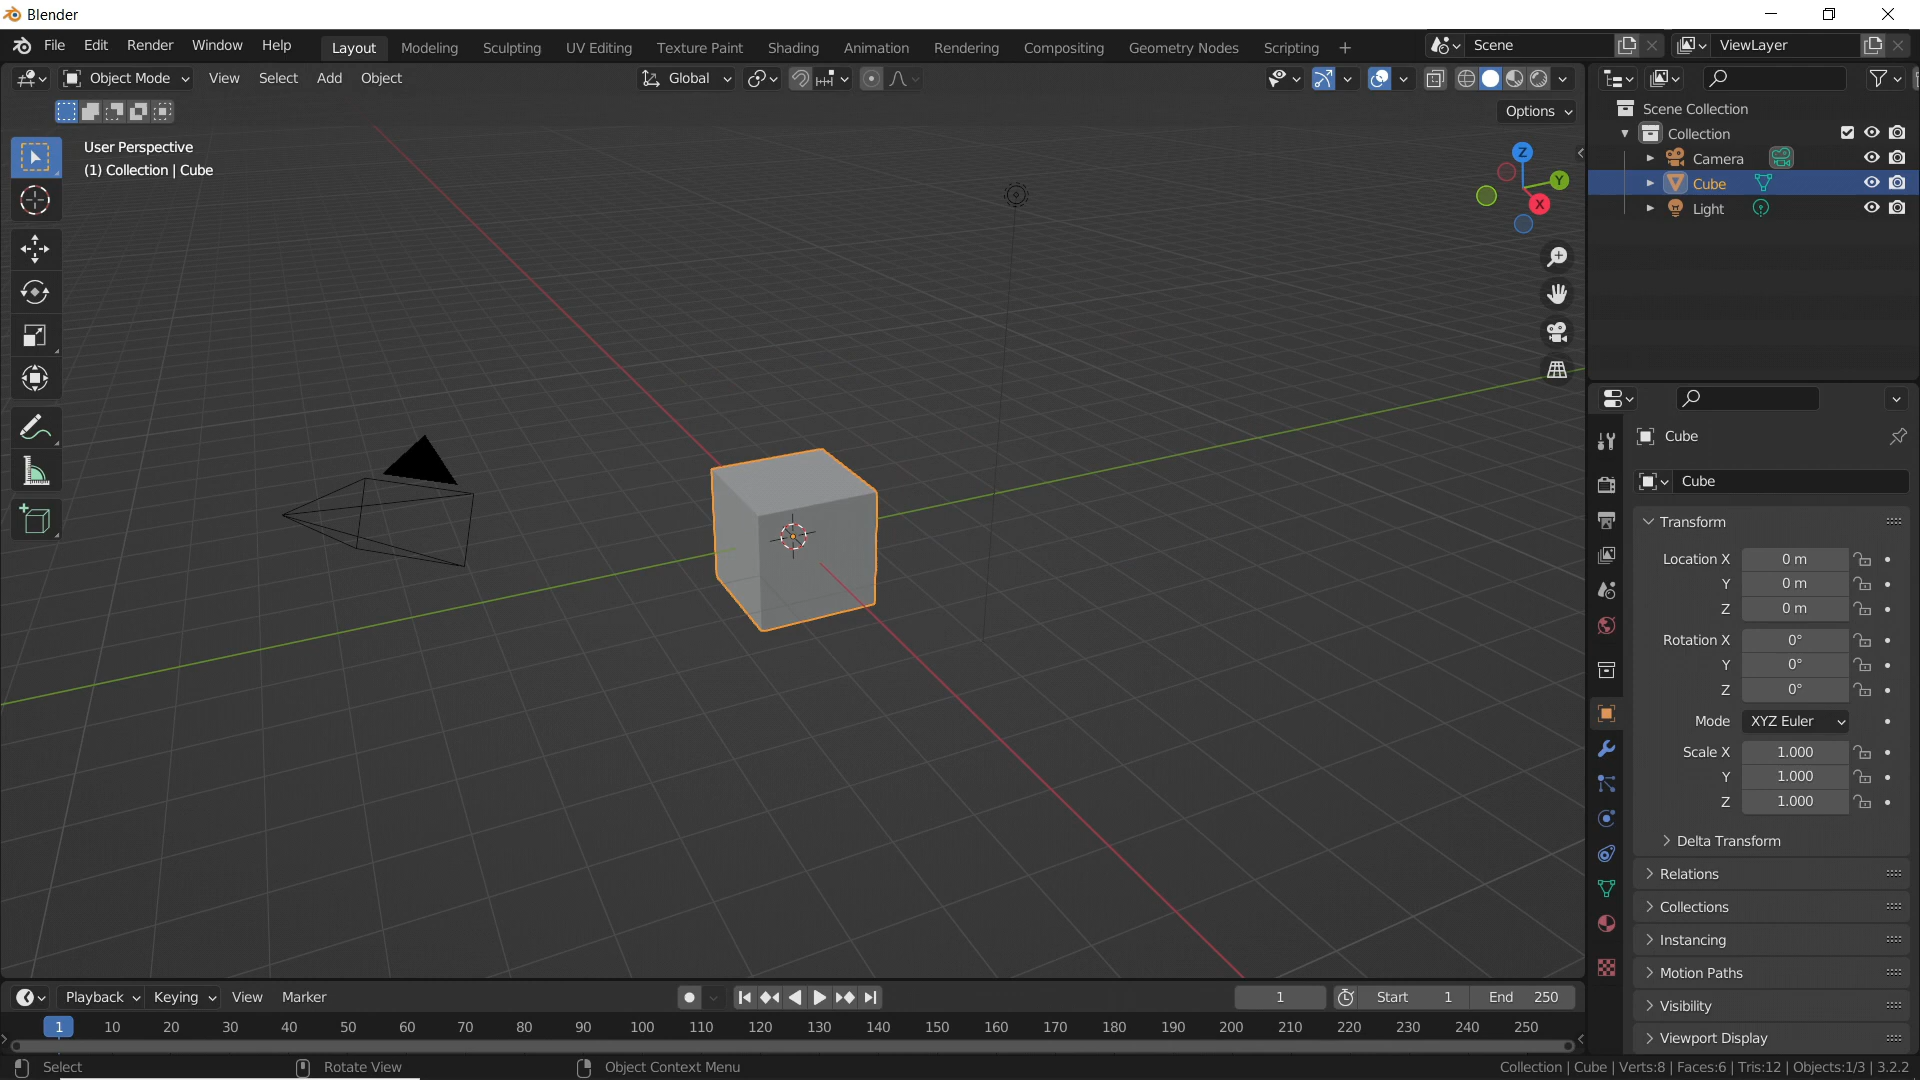 Blender
File Edit Render Window Help Layout Modeling Sculpting UV Editing Texture Paint Shading Animation Rendering Compositing Geometry Nodes Scripting + Scene ViewLayer
Object Mode View Select Add Object Global
Options
User Perspective
(1) Collection | Cube
Z
Y
X
Scene Collection
Collection
Camera
Cube
Light
Cube
Cube
Transform
Location X 0 m
Y 0 m
Z 0 m
Rotation X 0°
Y 0°
Z 0°
Mode XYZ Euler
Scale X 1.000
Y 1.000
Z 1.000
Delta Transform
Relations
Collections
Instancing
Motion Paths
Visibility
Viewport Display
Playback Keying View Marker 1 Start 1 End 250
1 10 20 30 40 50 60 70 80 90 100 110 120 130 140 150 160 170 180 190 200 210 220 230 240 250
Select Rotate View Object Context Menu Collection | Cube | Verts:8 | Faces:6 | Tris:12 | Objects:1/3 | 3.2.2